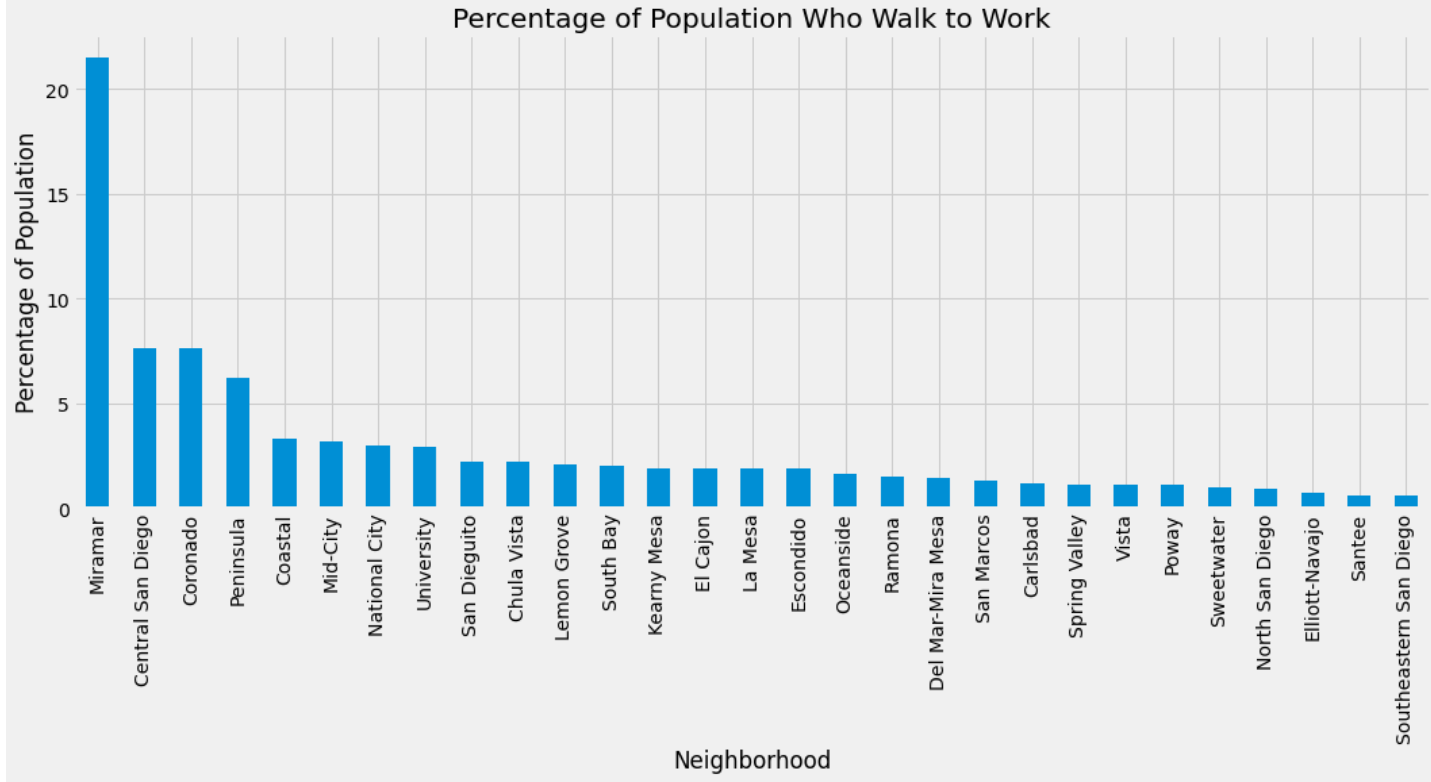 Percentage of Population Who Walk to Work
Percentage of Population
20
15
10
5
0
Miramar
Central San Diego
Coronado
Peninsula
Coastal
Mid-City
National City
University
San Dieguito
Chula Vista
Lemon Grove
South Bay
Kearny Mesa
El Cajon
La Mesa
Escondido
Oceanside
Ramona
Del Mar-Mira Mesa
San Marcos
Carlsbad
Spring Valley
Vista
Poway
Sweetwater
North San Diego
Elliott-Navajo
Santee
Southeastern San Diego
Neighborhood